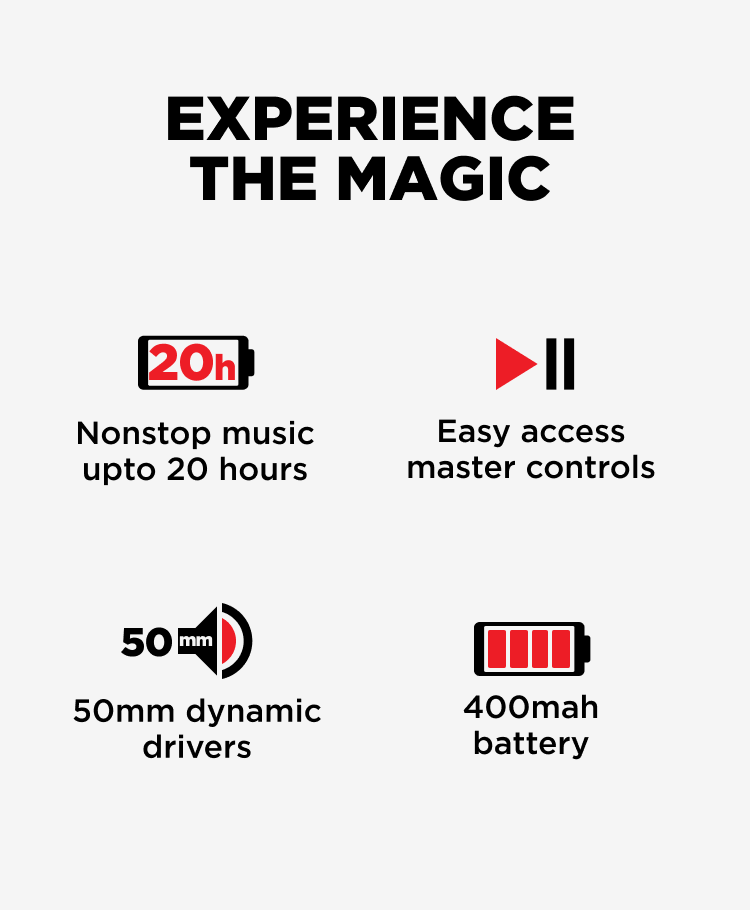 EXPERIENCE
THE MAGIC
20h
Nonstop music
upto 20 hours
Easy access
master controls
50 mm
50mm dynamic
drivers
400mah
battery